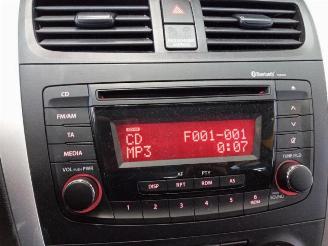 Bluetooth
CD
FM/AM
TA
MEDIA
VOL PUSH PWR
CD F001-001
MP3 0:07
AF PTY
DISP RPT RDM AS
1 2 3 4 5 6
TUNE FLD
SOUND